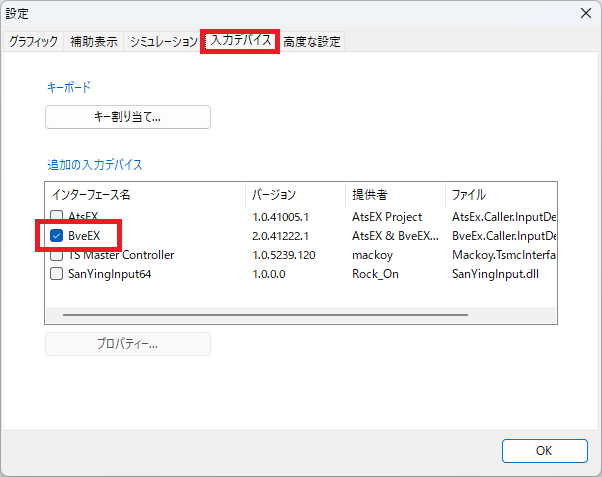 設定
グラフィック 補助表示 シミュレーション 入力デバイス 高度な設定
キーボード
キー割り当て...
追加の入力デバイス
インターフェース名 バージョン 提供者 ファイル
AtsEX 1.0.41005.1 AtsEX Project AtsEx.Caller.InputDe
BveEX 2.0.41222.1 AtsEX & BveEX... BveEx.Caller.InputDe
TS Master Controller 1.0.5239.120 mackoy Mackoy.TsmcInterfa
SanYingInput64 1.0.0.0 Rock_On SanYingInput.dll
プロパティー...
OK